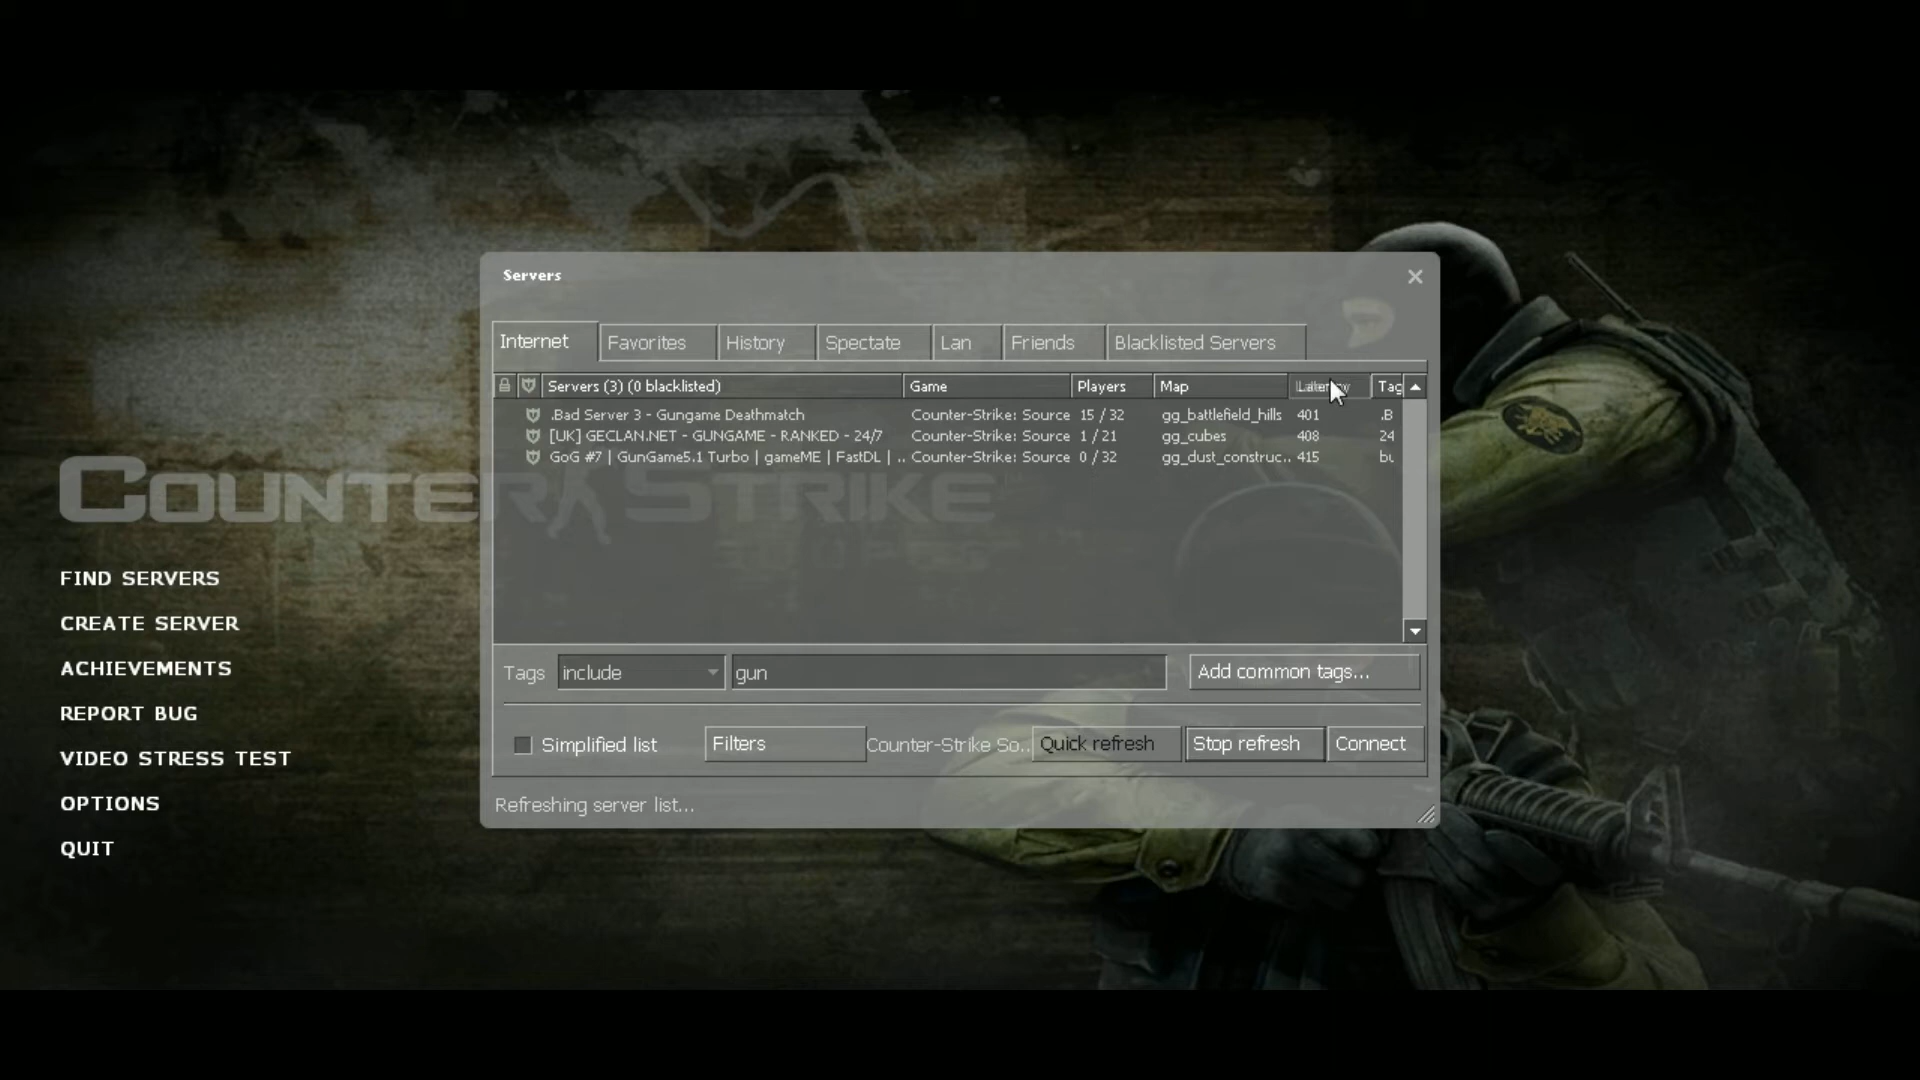 Servers
Internet
Favorites
History
Spectate
Lan
Friends
Blacklisted Servers
Servers (3) (0 blacklisted)
Game
Players
Map
Latency
Tag
.Bad Server 3 - Gungame Deathmatch
Counter-Strike: Source
15 / 32
gg_battlefield_hills
401
.B
[UK] GECLAN.NET - GUNGAME - RANKED - 24/7
Counter-Strike: Source
1 / 21
gg_cubes
408
24
GoG #7 | GunGame5.1 Turbo | gameME | FastDL | ..
Counter-Strike: Source
0 / 32
gg_dust_construc..
415
bu
COUNTER STRIKE
FIND SERVERS
CREATE SERVER
ACHIEVEMENTS
REPORT BUG
VIDEO STRESS TEST
OPTIONS
QUIT
Tags
include
gun
Add common tags...
Simplified list
Filters
Counter-Strike So..
Quick refresh
Stop refresh
Connect
Refreshing server list...